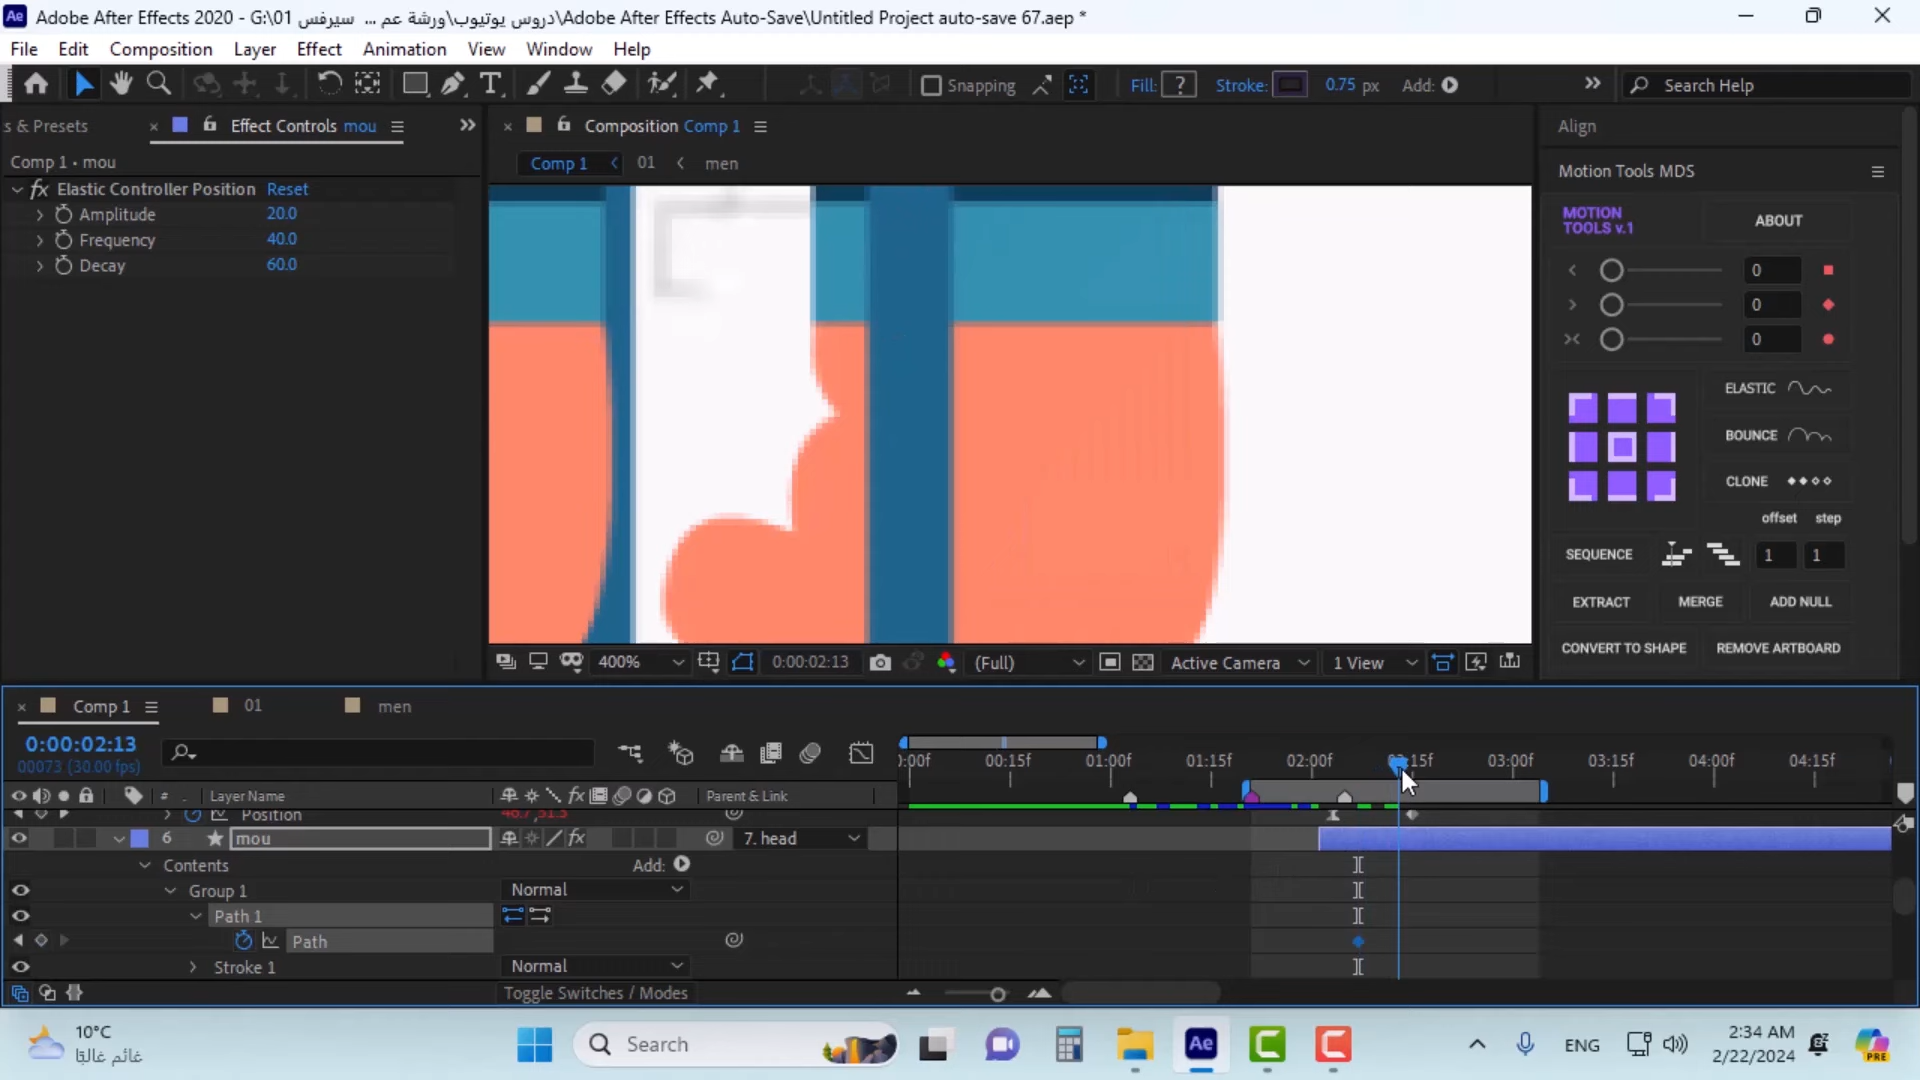 Adobe After Effects 2020 - G:\01 دروس يوتيوب\ورشة عم ... سيرفس\Adobe After Effects Auto-Save\Untitled Project auto-save 67.aep *
File Edit Composition Layer Effect Animation View Window Help
Snapping Fill: ? Stroke: 0.75 px Add: Search Help
s & Presets Effect Controls mou Composition Comp 1 Align
Comp 1 • mou Comp 1 01 men Motion Tools MDS
fx Elastic Controller Position Reset
Amplitude 20.0
Frequency 40.0
Decay 60.0
MOTION TOOLS v.1 ABOUT
0
0
0
ELASTIC
BOUNCE
CLONE
offset step
SEQUENCE 1 1
EXTRACT MERGE ADD NULL
CONVERT TO SHAPE REMOVE ARTBOARD
400% 0:00:02:13 (Full) Active Camera 1 View
Comp 1 01 men
0:00:02:13
00073 (30.00 fps)
00:15f 01:00f 01:15f 02:00f 03:00f 03:15f 04:00f 04:15f
# Layer Name fx Parent & Link
Position 46.7,51.5
6 mou fx 7. head
Contents Add:
Group 1 Normal
Path 1
Path
Stroke 1 Normal
Toggle Switches / Modes
10°C
غائم غالبًا
Search
ENG
2:34 AM
2/22/2024
PRE